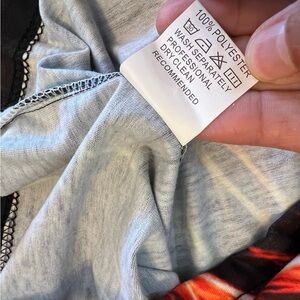 100% POLYESTER
WASH SEPARATELY
PROFESSIONAL
DRY CLEAN
RECOMMENDED